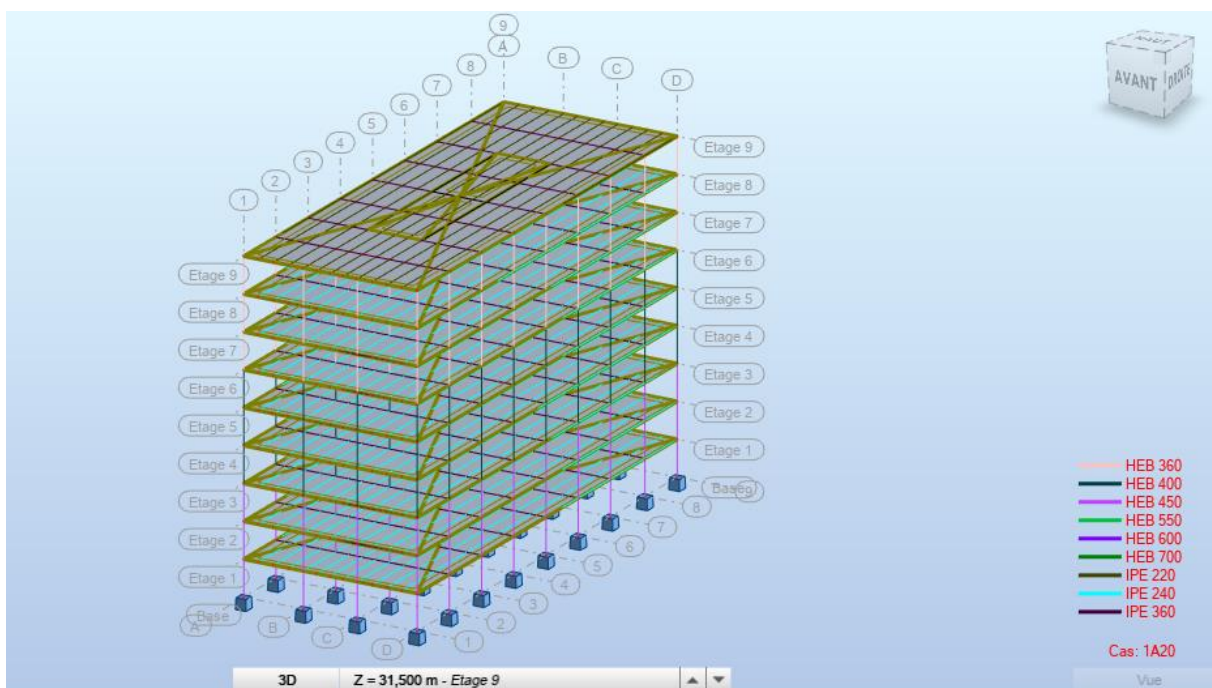 9
A
8
B
7
C
6
D
5
4
3
2
1
NAUT
AVANT
DROITE
Etage 9
Etage 8
Etage 7
Etage 6
Etage 5
Etage 4
Etage 3
Etage 2
Etage 1
Etage 9
Etage 8
Etage 7
Etage 6
Etage 5
Etage 4
Etage 3
Etage 2
Etage 1
Base
9
8
7
6
5
4
3
2
1
Base
A
B
C
D
HEB 360
HEB 400
HEB 450
HEB 550
HEB 600
HEB 700
IPE 220
IPE 240
IPE 360
Cas: 1A20
3D Z = 31,500 m - Etage 9
Vue